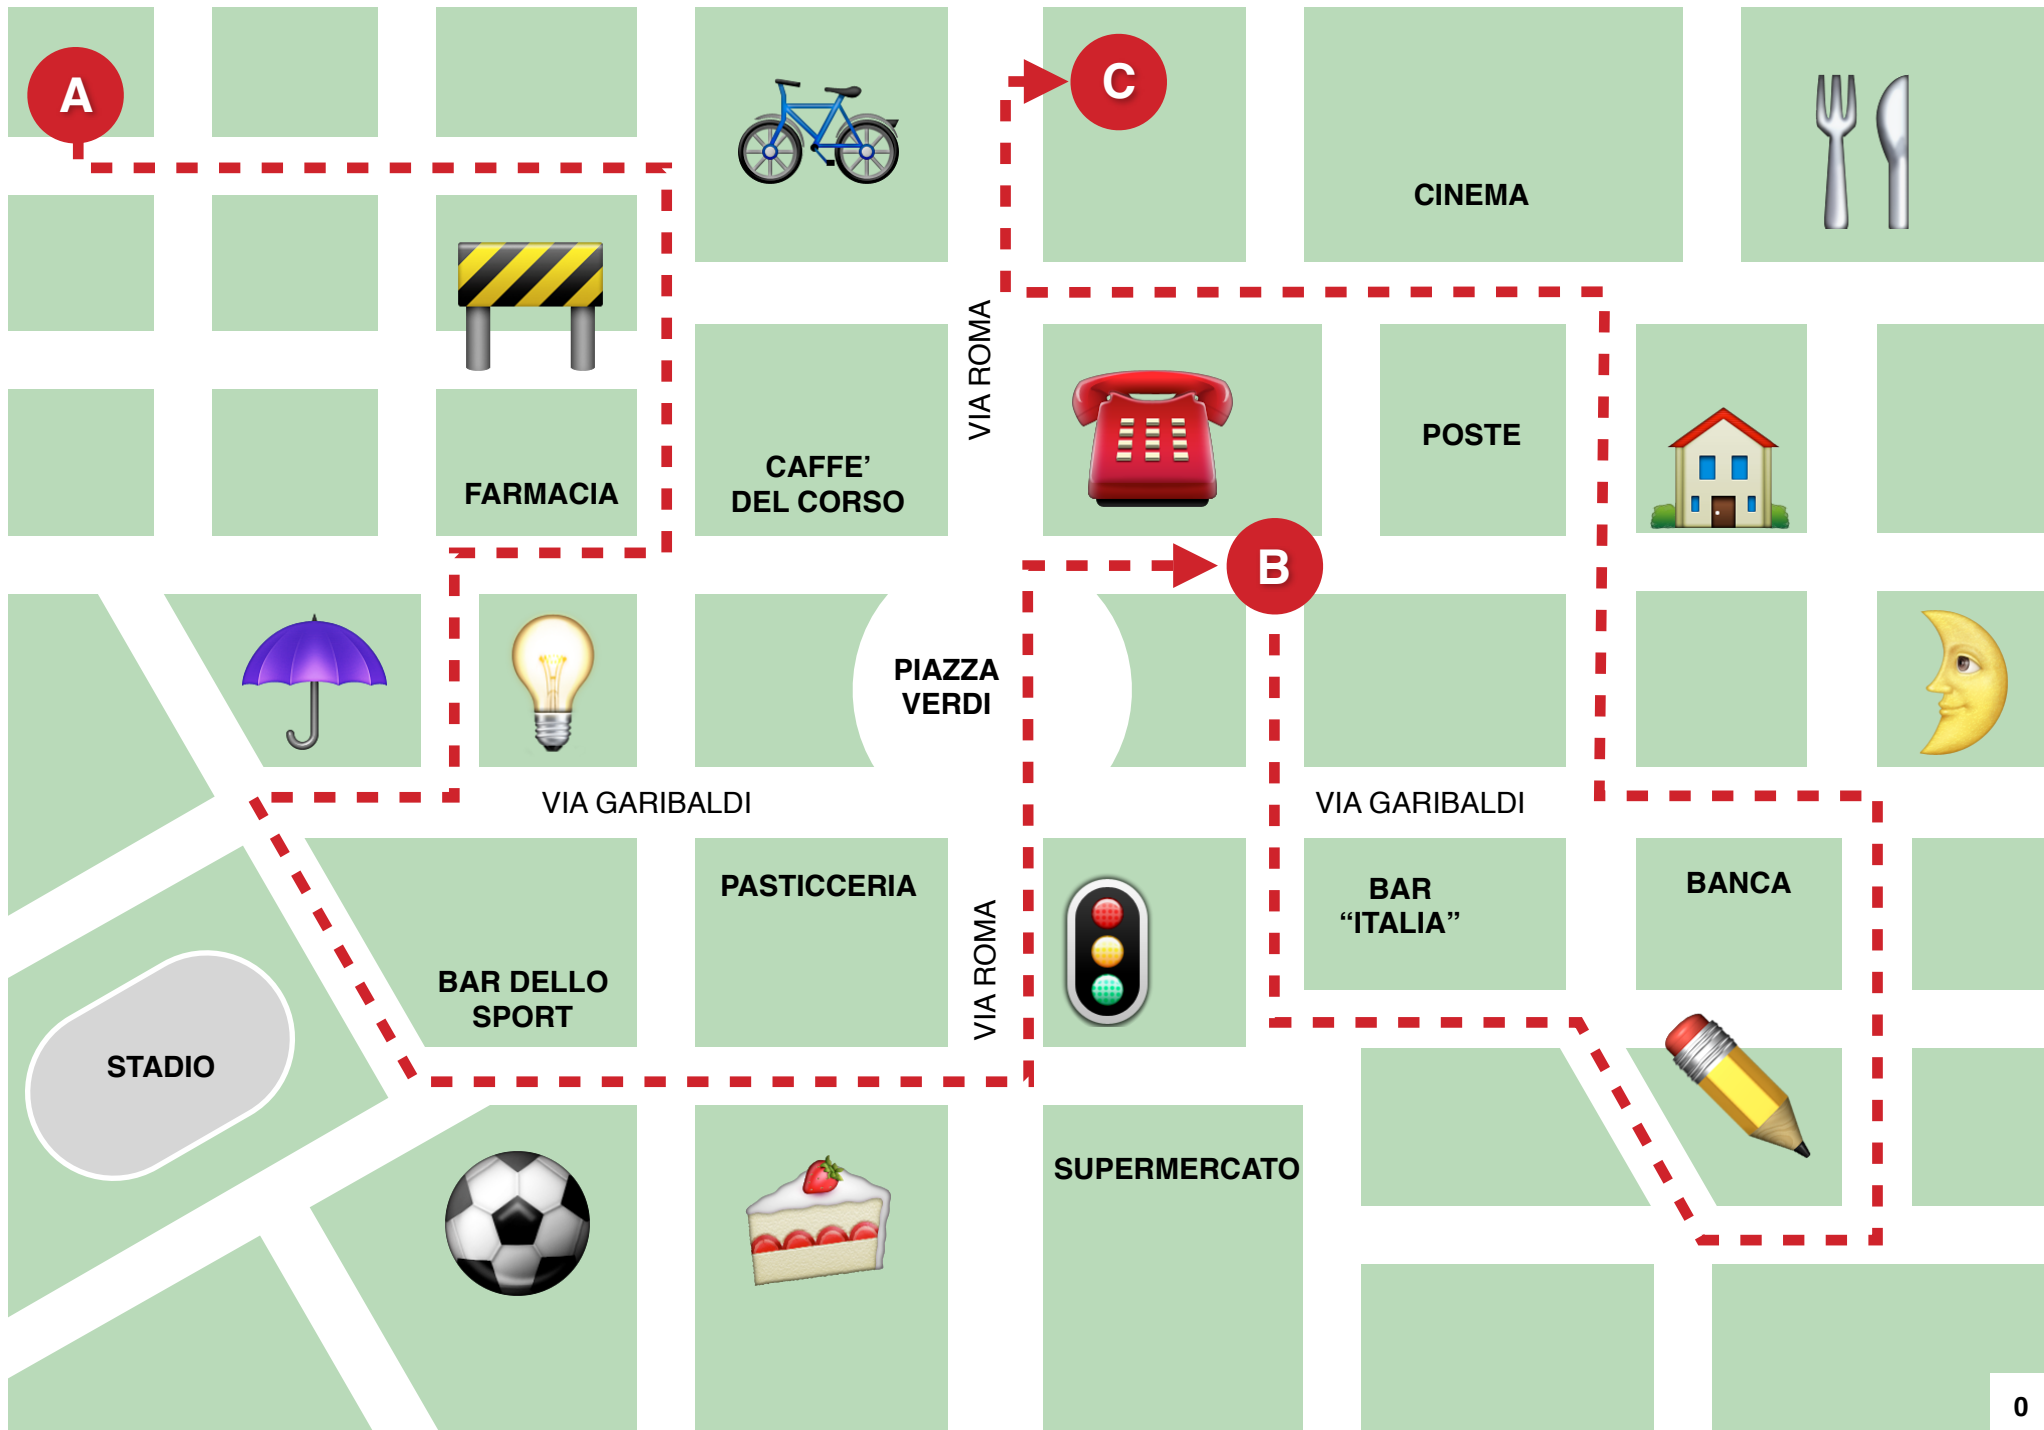 A
C
CINEMA
VIA ROMA
POSTE
CAFFE’
DEL CORSO
FARMACIA
B
PIAZZA
VERDI
VIA GARIBALDI
VIA GARIBALDI
PASTICCERIA
BAR
“ITALIA”
BANCA
VIA ROMA
BAR DELLO
SPORT
STADIO
SUPERMERCATO
0